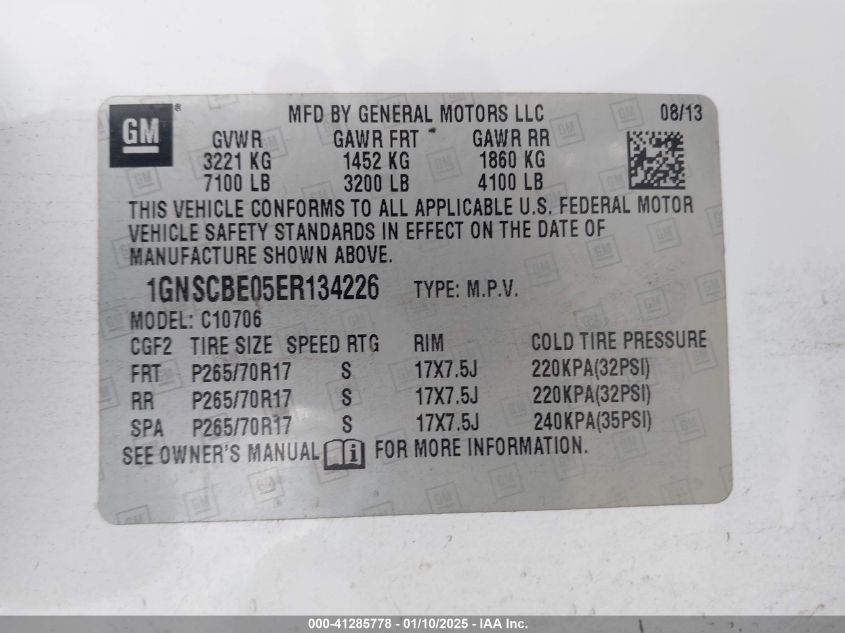 GM ® MFD BY GENERAL MOTORS LLC 08/13
GVWR GAWR FRT GAWR RR
3221 KG 1452 KG 1860 KG
7100 LB 3200 LB 4100 LB
THIS VEHICLE CONFORMS TO ALL APPLICABLE U.S. FEDERAL MOTOR
VEHICLE SAFETY STANDARDS IN EFFECT ON THE DATE OF
MANUFACTURE SHOWN ABOVE.
1GNSCBE05ER134226 TYPE: M.P.V.
MODEL: C10706
CGF2 TIRE SIZE SPEED RTG RIM COLD TIRE PRESSURE
FRT P265/70R17 S 17X7.5J 220KPA(32PSI)
RR P265/70R17 S 17X7.5J 220KPA(32PSI)
SPA P265/70R17 S 17X7.5J 240KPA(35PSI)
SEE OWNER'S MANUAL i FOR MORE INFORMATION.
000-41285778 - 01/10/2025 - IAA Inc.